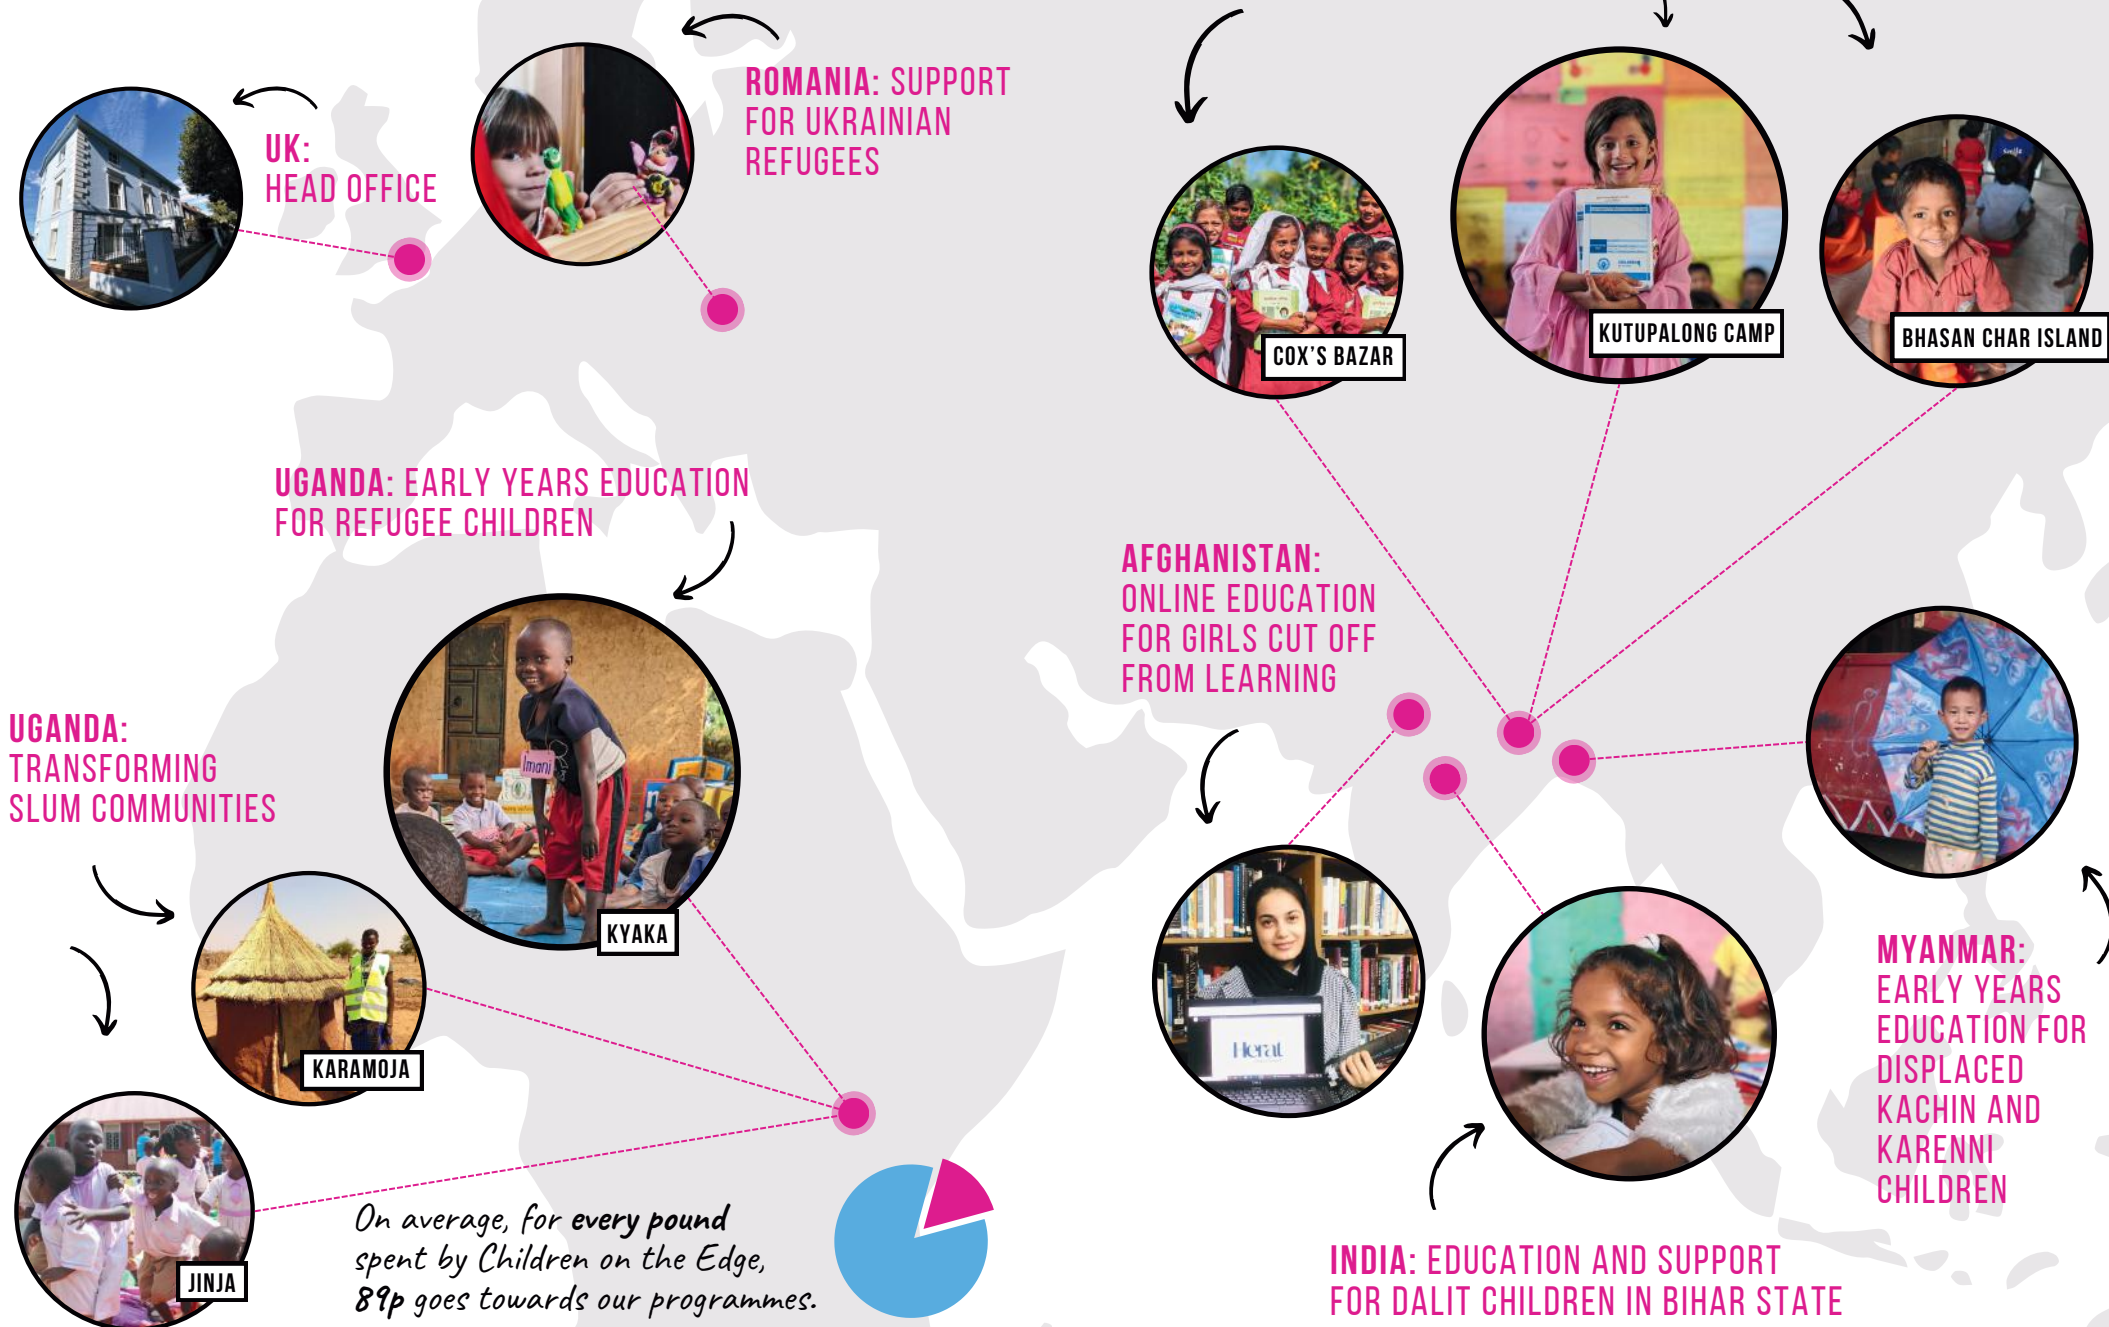 ROMANIA: SUPPORT
FOR UKRAINIAN
REFUGEES
UK:
HEAD OFFICE
COX'S BAZAR
KUTUPALONG CAMP
BHASAN CHAR ISLAND
UGANDA: EARLY YEARS EDUCATION
FOR REFUGEE CHILDREN
AFGHANISTAN:
ONLINE EDUCATION
FOR GIRLS CUT OFF
FROM LEARNING
UGANDA:
TRANSFORMING
SLUM COMMUNITIES
Imani
KYAKA
KARAMOJA
JINJA
Herat
MYANMAR:
EARLY YEARS
EDUCATION FOR
DISPLACED
KACHIN AND
KARENNI
CHILDREN
On average, for every pound
spent by Children on the Edge,
89p goes towards our programmes.
INDIA: EDUCATION AND SUPPORT
FOR DALIT CHILDREN IN BIHAR STATE